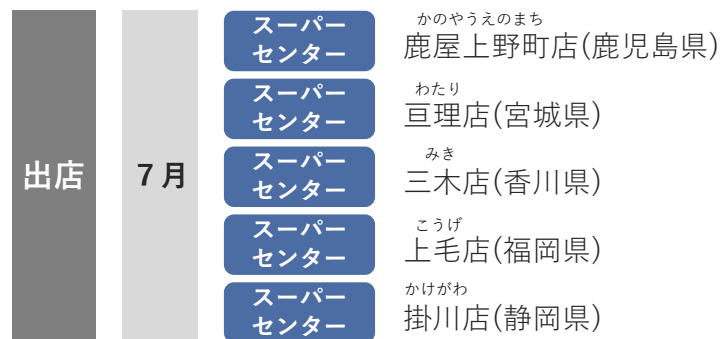 出店
7月
スーパー
センター
かのやうえのまち
鹿屋上野町店(鹿児島県)
スーパー
センター
わたり
亘理店(宮城県)
スーパー
センター
みき
三木店(香川県)
スーパー
センター
こうげ
上毛店(福岡県)
スーパー
センター
かけがわ
掛川店(静岡県)